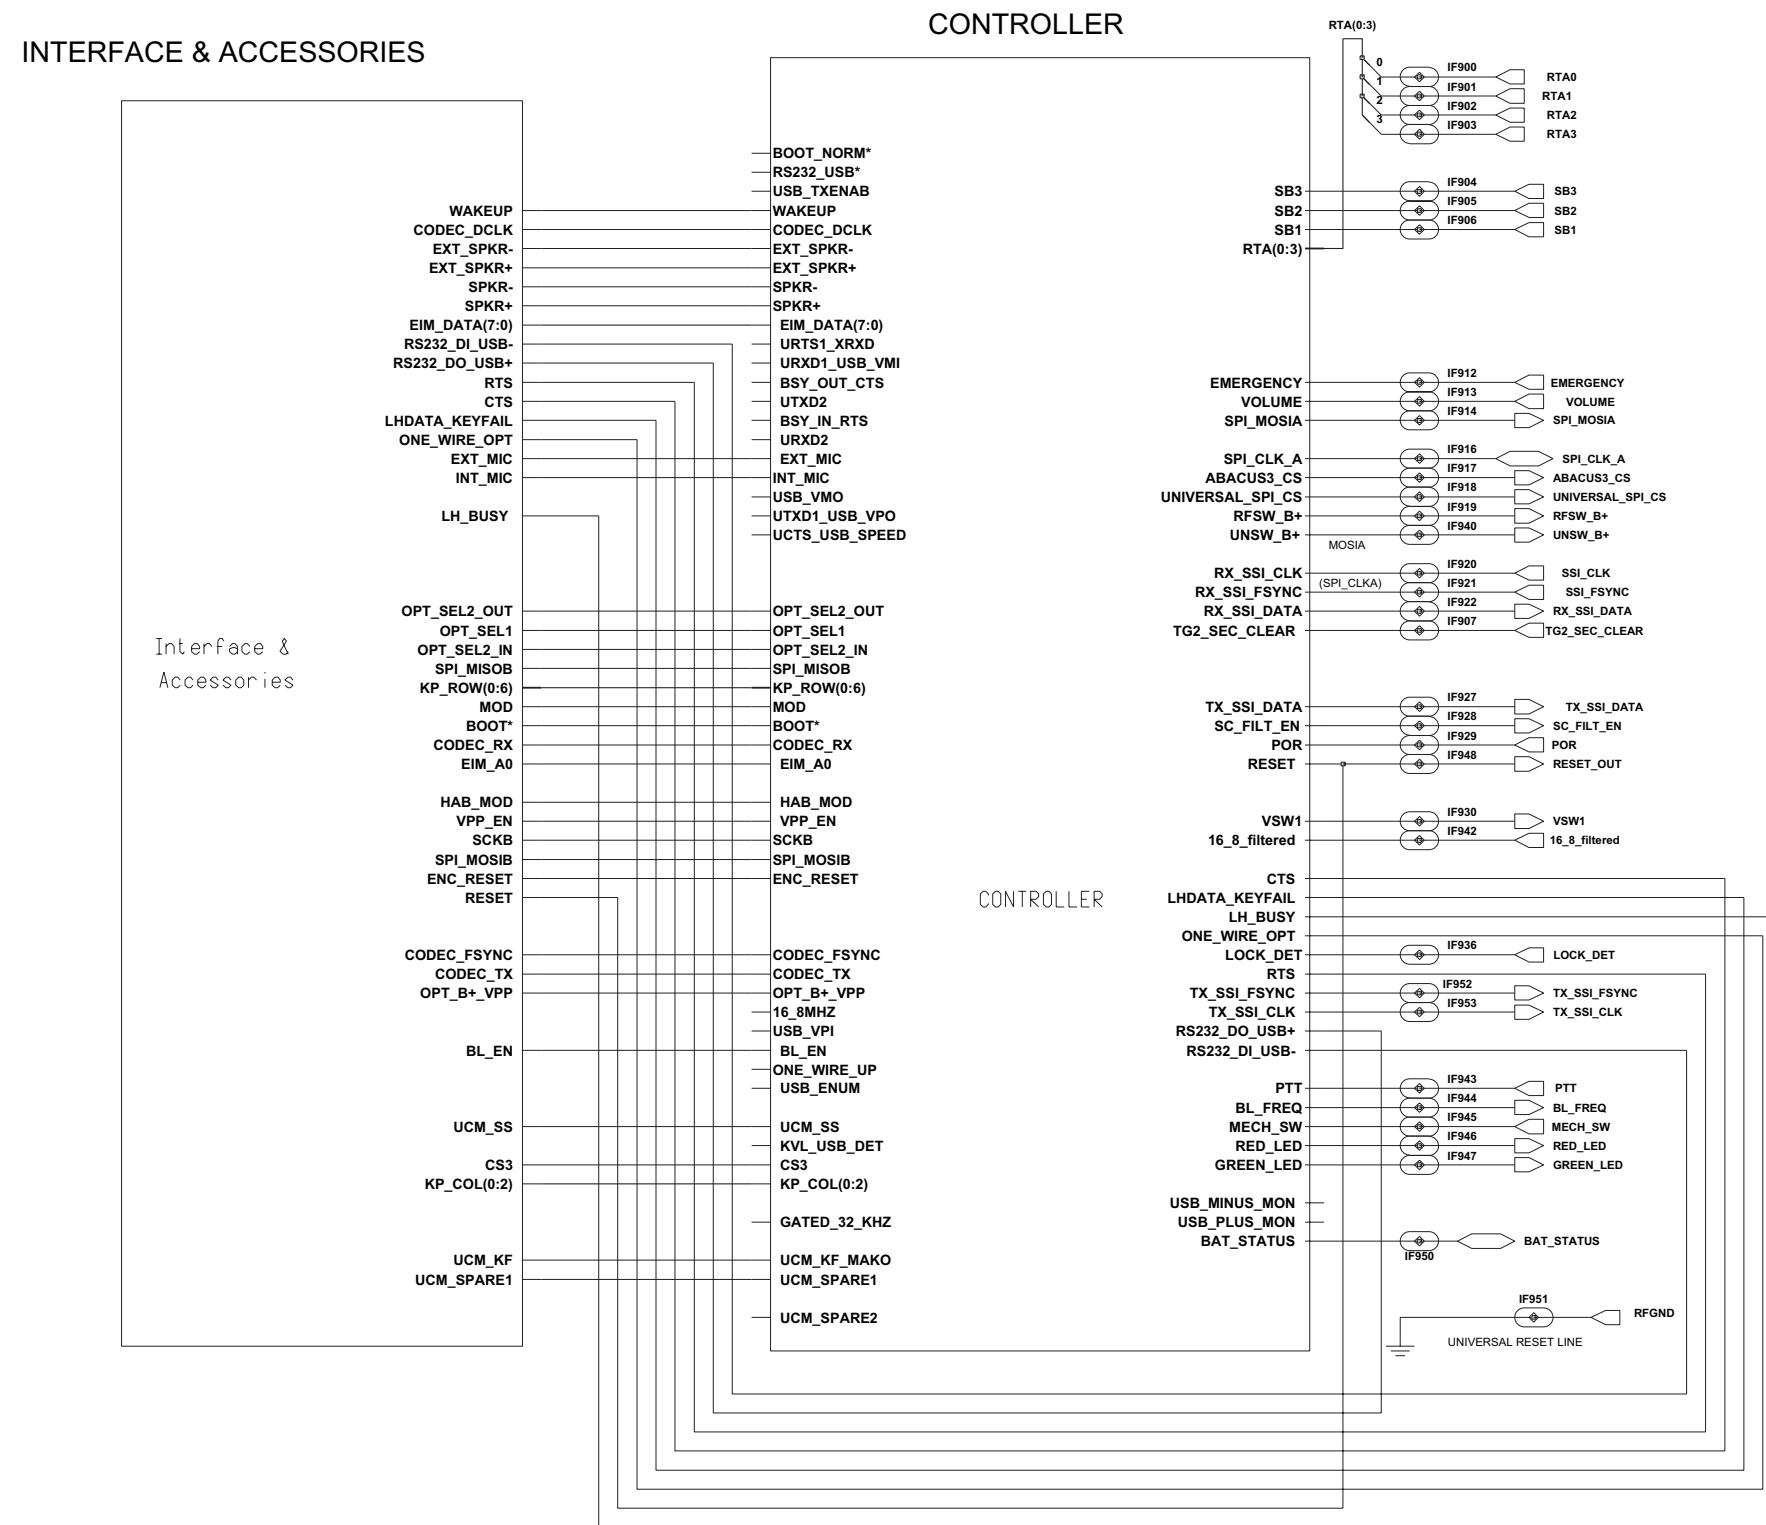 CONTROLLER
INTERFACE & ACCESSORIES
RTA(0:3)
0 IF900 RTA0
1 IF901 RTA1
2 IF902 RTA2
3 IF903 RTA3
BOOT_NORM*
RS232_USB*
USB_TXENAB SB3 IF904 SB3
WAKEUP WAKEUP SB2 IF905 SB2
CODEC_DCLK CODEC_DCLK SB1 IF906 SB1
EXT_SPKR- EXT_SPKR- RTA(0:3)
EXT_SPKR+ EXT_SPKR+
SPKR- SPKR-
SPKR+ SPKR+
EIM_DATA(7:0) EIM_DATA(7:0)
RS232_DI_USB- URTS1_XRXD
RS232_DO_USB+ URXD1_USB_VMI
RTS BSY_OUT_CTS EMERGENCY IF912 EMERGENCY
CTS UTXD2 VOLUME IF913 VOLUME
LHDATA_KEYFAIL BSY_IN_RTS SPI_MOSIA IF914 SPI_MOSIA
ONE_WIRE_OPT URXD2
EXT_MIC EXT_MIC SPI_CLK_A IF916 SPI_CLK_A
INT_MIC INT_MIC ABACUS3_CS IF917 ABACUS3_CS
USB_VMO UNIVERSAL_SPI_CS IF918 UNIVERSAL_SPI_CS
LH_BUSY UTXD1_USB_VPO RFSW_B+ IF919 RFSW_B+
UCTS_USB_SPEED UNSW_B+ IF940 UNSW_B+
MOSIA
RX_SSI_CLK IF920 SSI_CLK
(SPI_CLKA)
RX_SSI_FSYNC IF921 SSI_FSYNC
OPT_SEL2_OUT OPT_SEL2_OUT RX_SSI_DATA IF922 RX_SSI_DATA
OPT_SEL1 OPT_SEL1 TG2_SEC_CLEAR IF907 TG2_SEC_CLEAR
Interface &
Accessories
OPT_SEL2_IN OPT_SEL2_IN
SPI_MISOB SPI_MISOB
KP_ROW(0:6) KP_ROW(0:6)
MOD MOD TX_SSI_DATA IF927 TX_SSI_DATA
BOOT* BOOT* SC_FILT_EN IF928 SC_FILT_EN
CODEC_RX CODEC_RX POR IF929 POR
EIM_A0 EIM_A0 RESET IF948 RESET_OUT
HAB_MOD HAB_MOD
VPP_EN VPP_EN VSW1 IF930 VSW1
SCKB SCKB 16_8_filtered IF942 16_8_filtered
SPI_MOSIB SPI_MOSIB
ENC_RESET ENC_RESET CTS
RESET CONTROLLER LHDATA_KEYFAIL
LH_BUSY
ONE_WIRE_OPT
CODEC_FSYNC CODEC_FSYNC LOCK_DET IF936 LOCK_DET
CODEC_TX CODEC_TX RTS
OPT_B+_VPP OPT_B+_VPP TX_SSI_FSYNC IF952 TX_SSI_FSYNC
16_8MHZ TX_SSI_CLK IF953 TX_SSI_CLK
USB_VPI RS232_DO_USB+
BL_EN BL_EN RS232_DI_USB-
ONE_WIRE_UP
USB_ENUM PTT IF943 PTT
BL_FREQ IF944 BL_FREQ
UCM_SS UCM_SS MECH_SW IF945 MECH_SW
KVL_USB_DET RED_LED IF946 RED_LED
CS3 CS3 GREEN_LED IF947 GREEN_LED
KP_COL(0:2) KP_COL(0:2)
USB_MINUS_MON
GATED_32_KHZ USB_PLUS_MON
BAT_STATUS IF950 BAT_STATUS
UCM_KF UCM_KF_MAKO
UCM_SPARE1 UCM_SPARE1
UCM_SPARE2 IF951 RFGND
UNIVERSAL RESET LINE